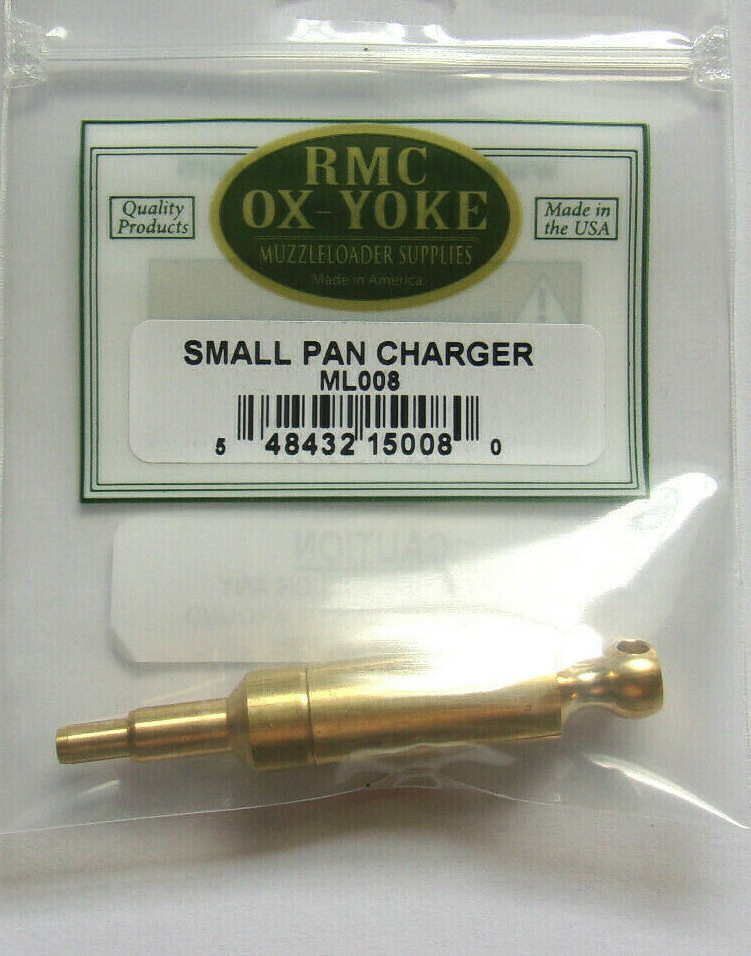 RMC
OX-YOKE
MUZZLELOADER SUPPLIES
Made in America
Quality
Products
Made in
the USA
SMALL PAN CHARGER
ML008
5 48432 15008 0
CAUTION